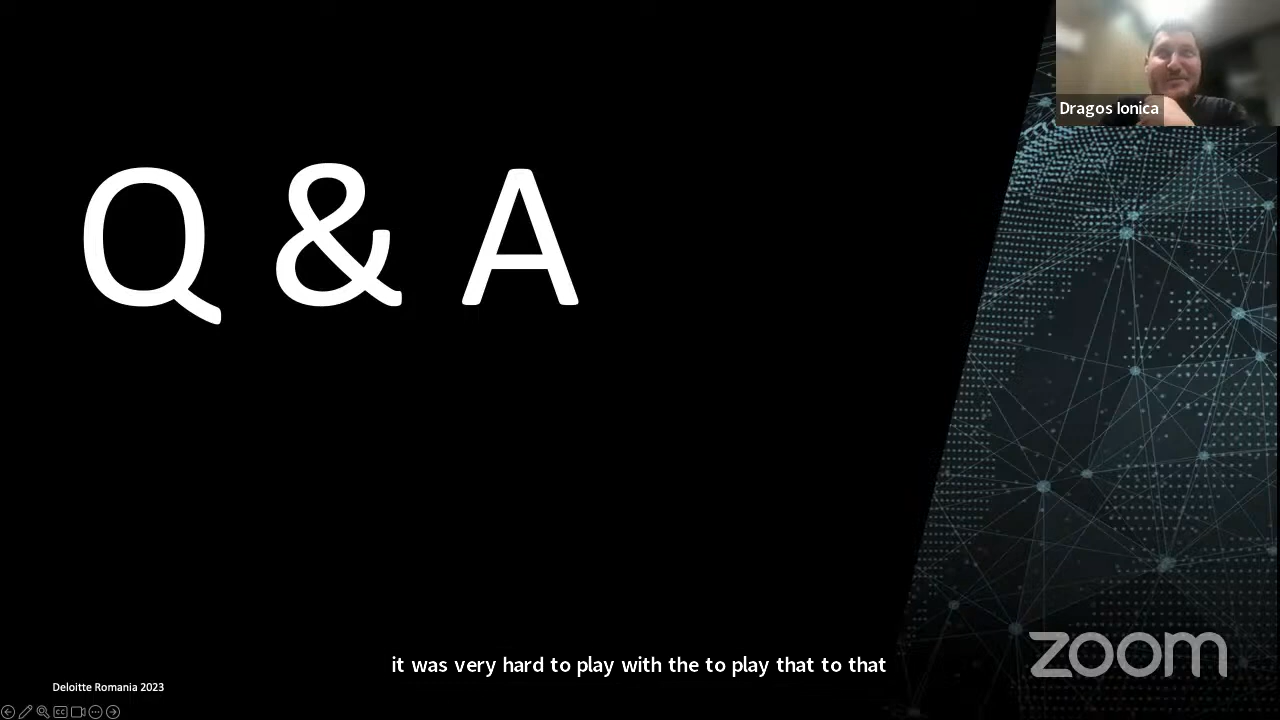 Dragos Ionica
Q & A
it was very hard to play with the to play that to that
zoom
Deloitte Romania 2023
CC